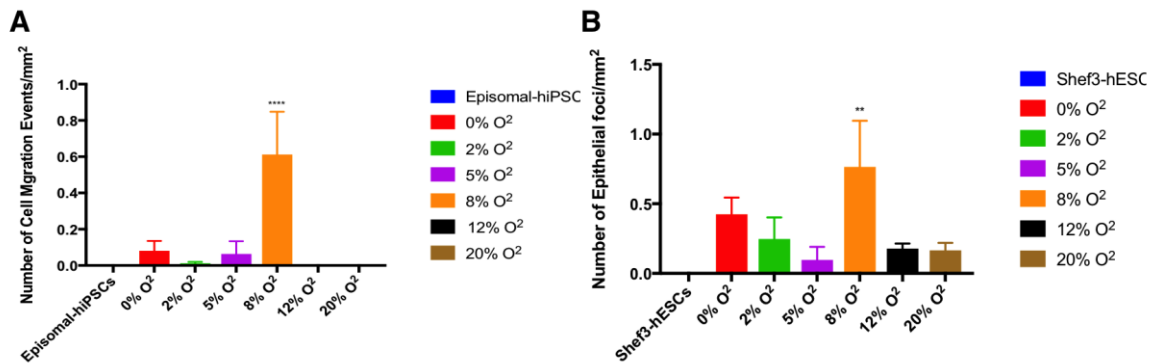 A
Number of Cell Mgration Events/mm²
1.0
0.8
0.6
0.4
0.2
0.0
****
Episomal-hiPSCs
0% O²
2% O²
5% O²
8% O²
12% O²
20% O²
Episomal-hiPSC
0% O²
2% O²
5% O²
8% O²
12% O²
20% O²
B
Number of Epithelial foci/mm²
1.5
1.0
0.5
0.0
**
Shef3-hESCs
0% O²
2% O²
5% O²
8% O²
12% O²
20% O²
Shef3-hESC
0% O²
2% O²
5% O²
8% O²
12% O²
20% O²